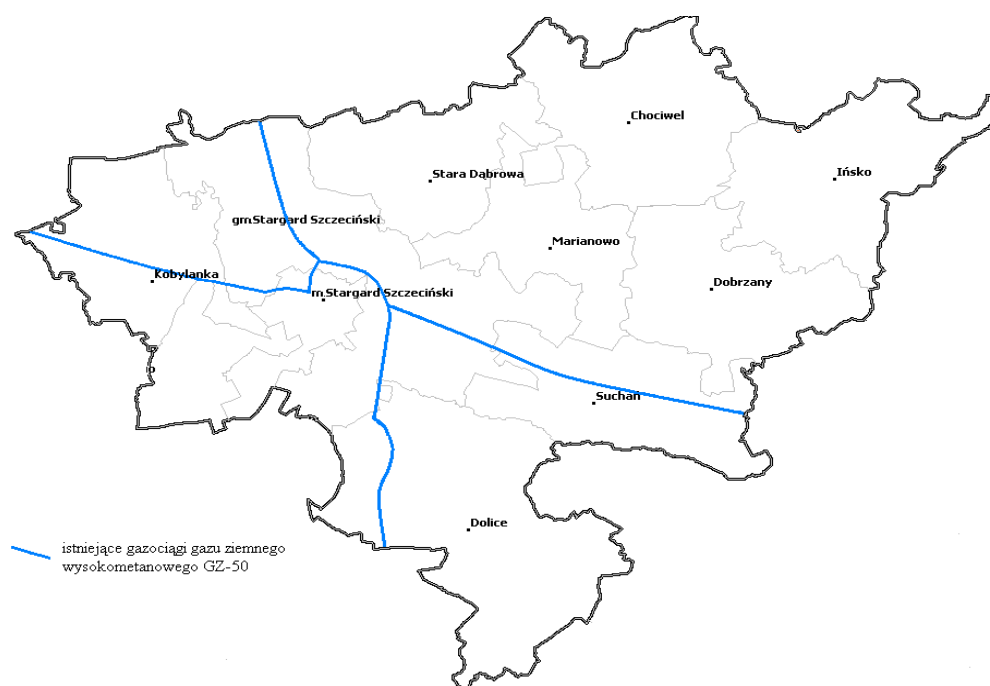 Chociwel
Ińsko
Stara Dąbrowa
gm.Stargard Szczeciński
Marianowo
Kobylanka
Dobrzany
m.Stargard Szczeciński
Suchań
Dolice
istniejące gazociągi gazu ziemnego
wysokometanowego GZ-50